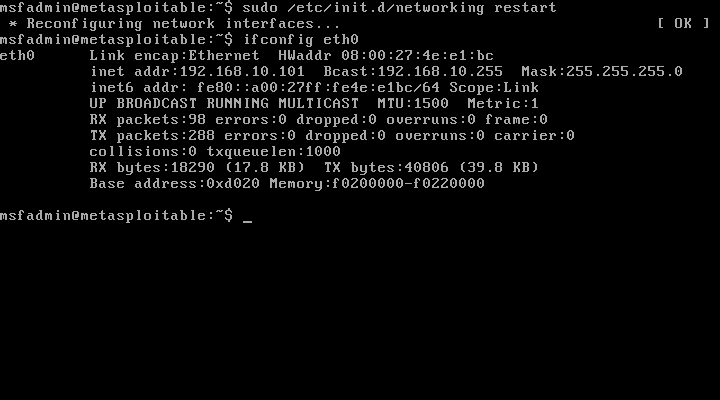 msfadmin@metasploitable:~$ sudo /etc/init.d/networking restart
 * Reconfiguring network interfaces...                                   [ OK ]
msfadmin@metasploitable:~$ ifconfig eth0
eth0      Link encap:Ethernet  HWaddr 08:00:27:4e:e1:bc
          inet addr:192.168.10.101  Bcast:192.168.10.255  Mask:255.255.255.0
          inet6 addr: fe80::a00:27ff:fe4e:e1bc/64 Scope:Link
          UP BROADCAST RUNNING MULTICAST  MTU:1500  Metric:1
          RX packets:98 errors:0 dropped:0 overruns:0 frame:0
          TX packets:288 errors:0 dropped:0 overruns:0 carrier:0
          collisions:0 txqueuelen:1000
          RX bytes:18290 (17.8 KB)  TX bytes:40806 (39.8 KB)
          Base address:0xd020 Memory:f0200000-f0220000

msfadmin@metasploitable:~$ _